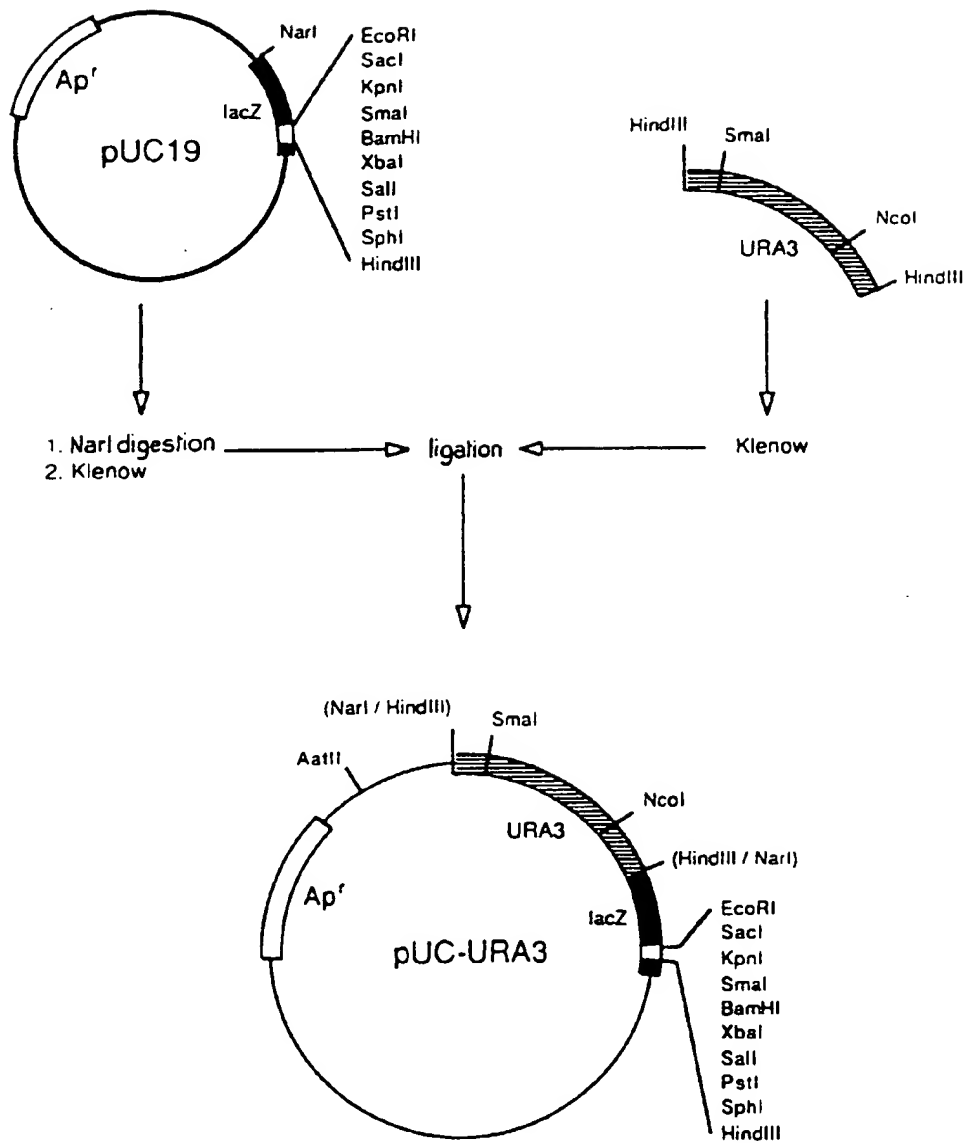 NarI
EcoRI
SacI
KpnI
SmaI
BamHI
XbaI
SalI
PstI
SphI
HindIII
Apʳ
lacZ
pUC19
HindIII
SmaI
NcoI
URA3
HindIII
1. NarI digestion
2. Klenow
ligation
Klenow
(NarI / HindIII)
SmaI
AatII
NcoI
URA3
(HindIII / NarI)
Apʳ
lacZ
pUC-URA3
EcoRI
SacI
KpnI
SmaI
BamHI
XbaI
SalI
PstI
SphI
HindIII